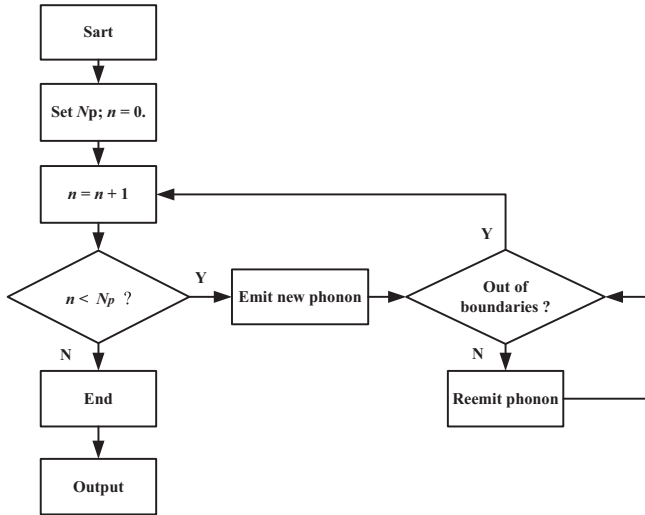 Sart
Set Np; n = 0.
n = n + 1
n < Np ?
Y
Emit new phonon
Y
Out of
boundaries ?
N
N
End
Reemit phonon
Output